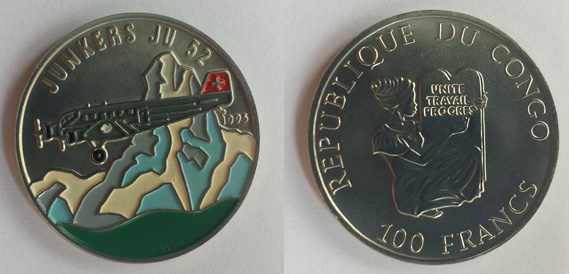 JUNKERS JU 52
1995
REPUBLIQUE DU CONGO
UNITE
TRAVAIL
PROGRES
100 FRANCS